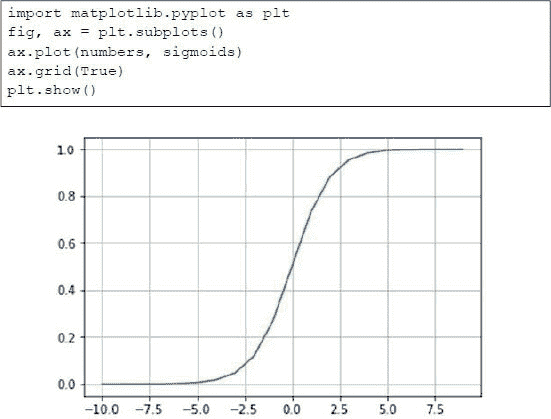 import matplotlib.pyplot as plt
fig, ax = plt.subplots()
ax.plot(numbers, sigmoids)
ax.grid(True)
plt.show()
1.0
0.8
0.6
0.4
0.2
0.0
−10.0 −7.5 −5.0 −2.5 0.0 2.5 5.0 7.5